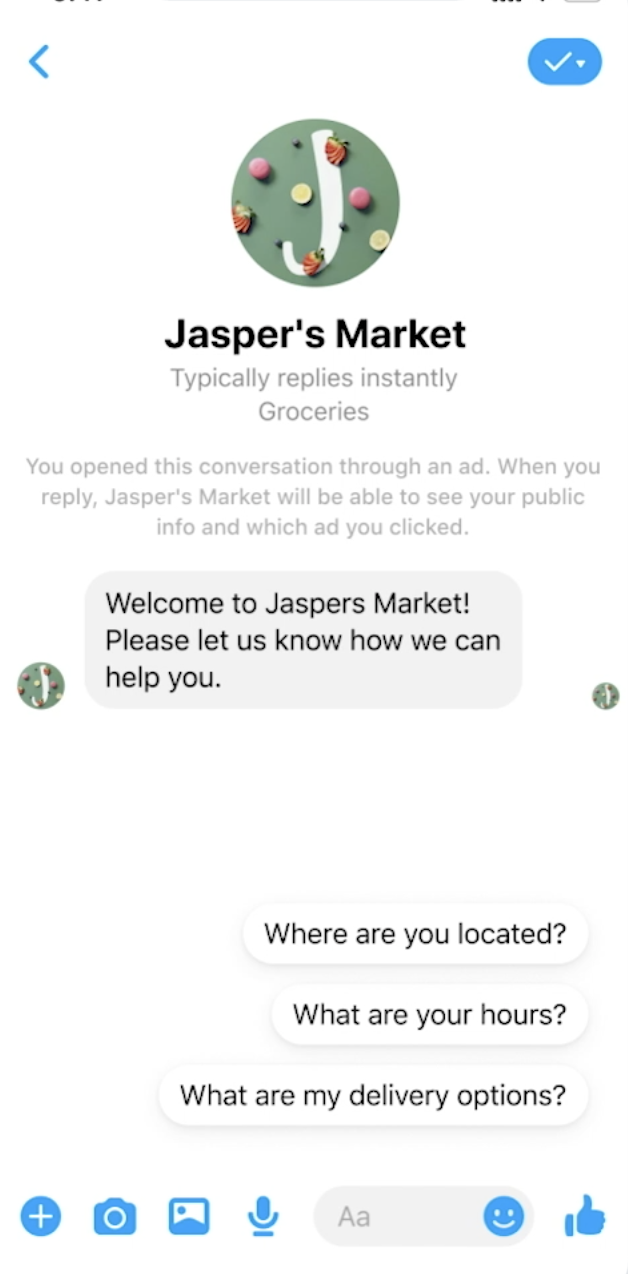 Jasper's Market
Typically replies instantly
Groceries
You opened this conversation through an ad. When you
reply, Jasper's Market will be able to see your public
info and which ad you clicked.
Welcome to Jaspers Market!
Please let us know how we can
help you.
Where are you located?
What are your hours?
What are my delivery options?
Aa